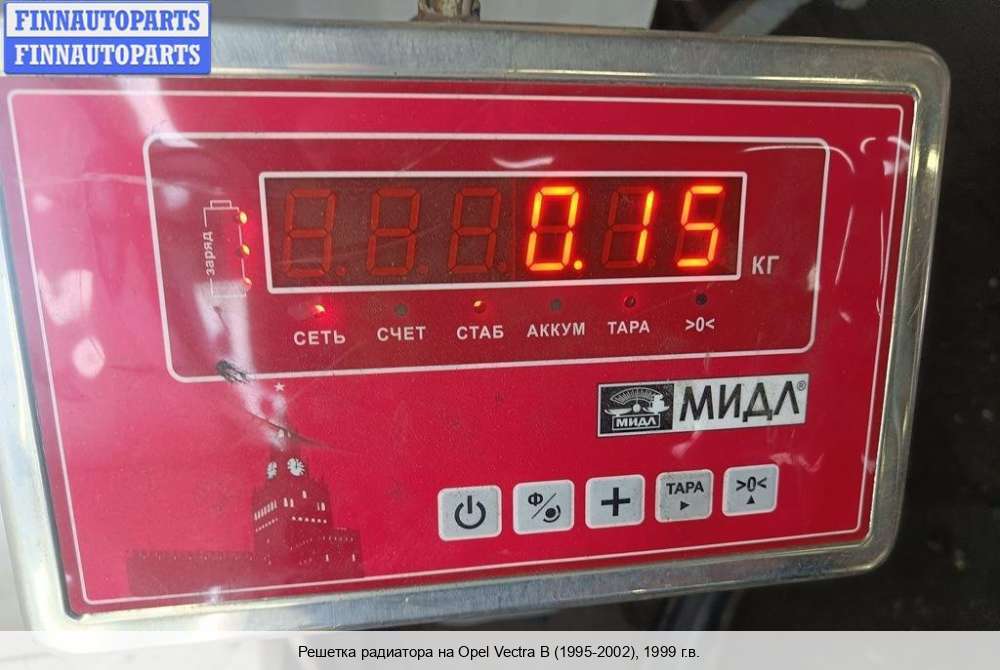 FINNAUTOPARTS
FINNAUTOPARTS
0.15
заряд
КГ
СЕТЬ СЧЕТ СТАБ АККУМ ТАРА >0<
МИДЛ МИДЛ®
Ф ТАРА >0<
Решетка радиатора на Opel Vectra B (1995-2002), 1999 г.в.